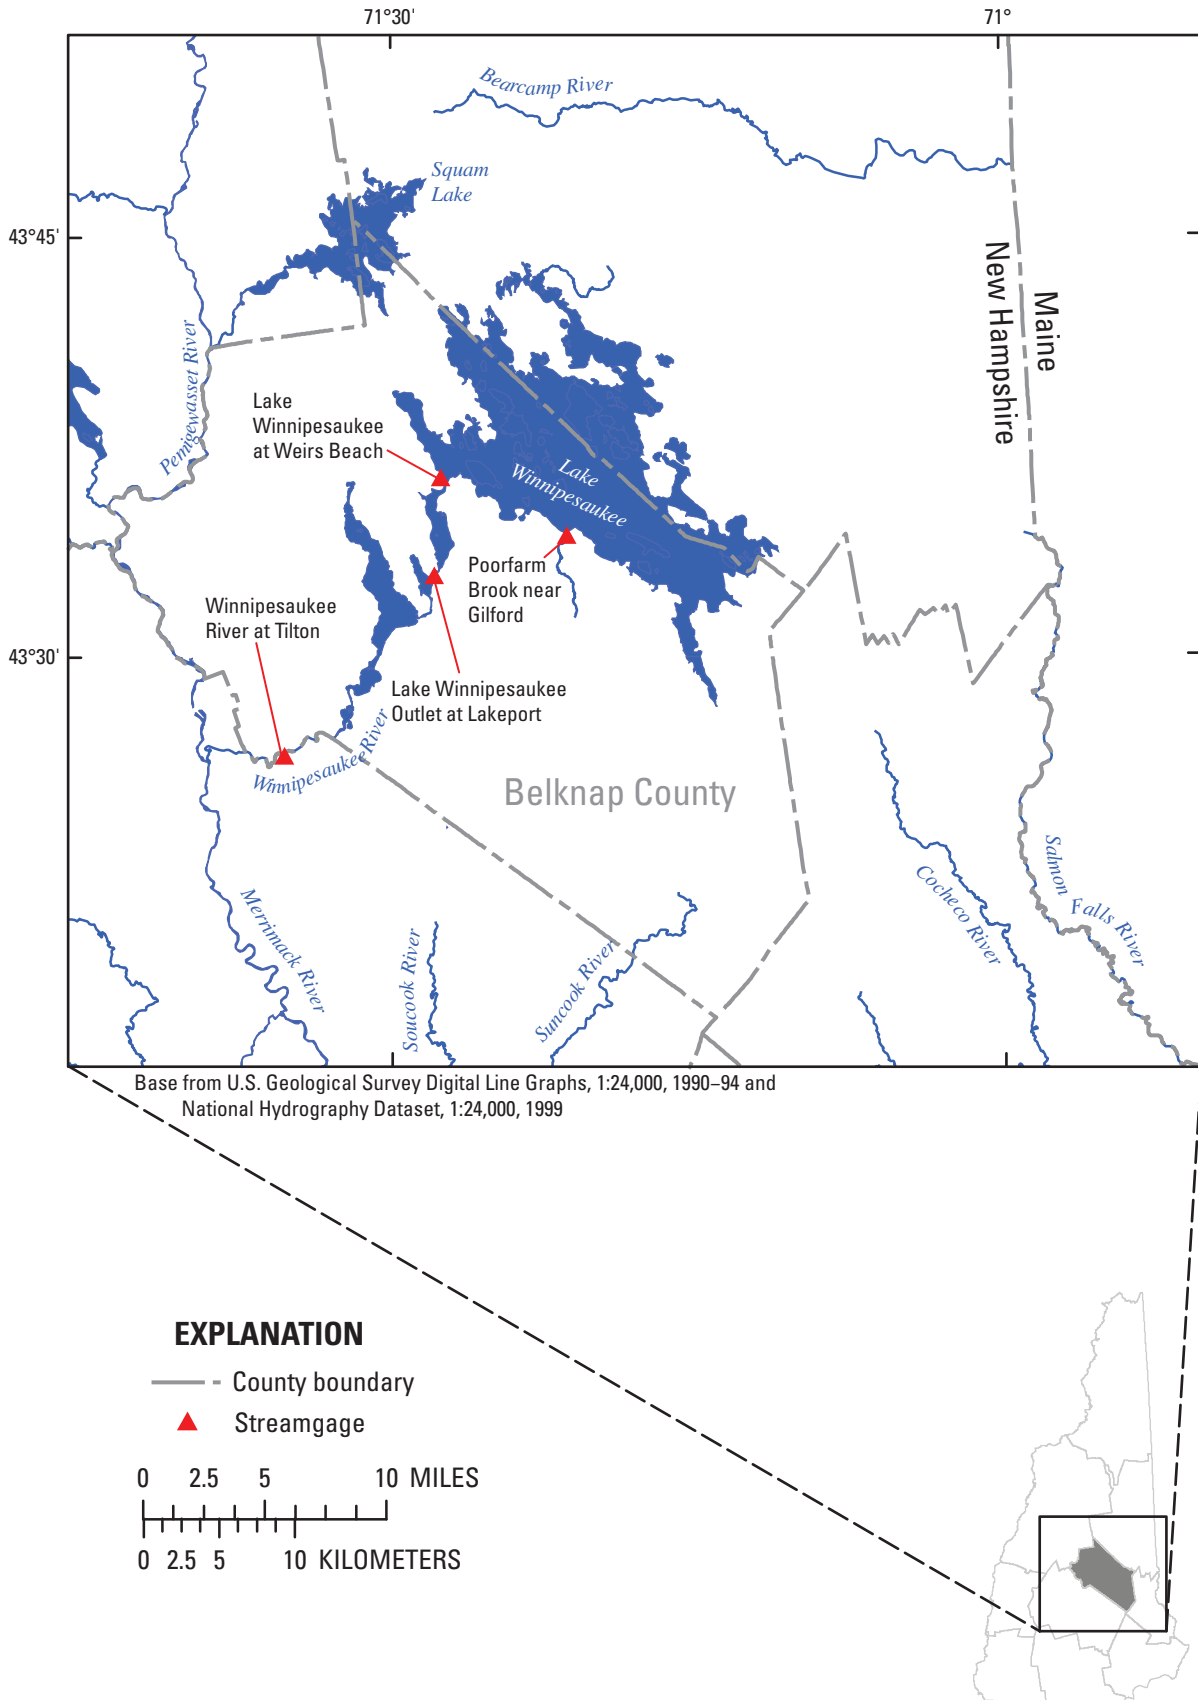 71°30'
71°
Bearcamp River
Squam
Lake
43°45'
Maine
New Hampshire
Pemigewasset River
Lake
Winnipesaukee
at Weirs Beach
Lake
Winnipesaukee
Poorfarm
Brook near
Gilford
Winnipesaukee
River at Tilton
43°30'
Lake Winnipesaukee
Outlet at Lakeport
Winnipesaukee River
Belknap County
Salmon Falls River
Cocheco River
Merrimack River
Soucook River
Suncook River
Base from U.S. Geological Survey Digital Line Graphs, 1:24,000, 1990–94 and
National Hydrography Dataset, 1:24,000, 1999
EXPLANATION
County boundary
Streamgage
0 2.5 5 10 MILES
0 2.5 5 10 KILOMETERS